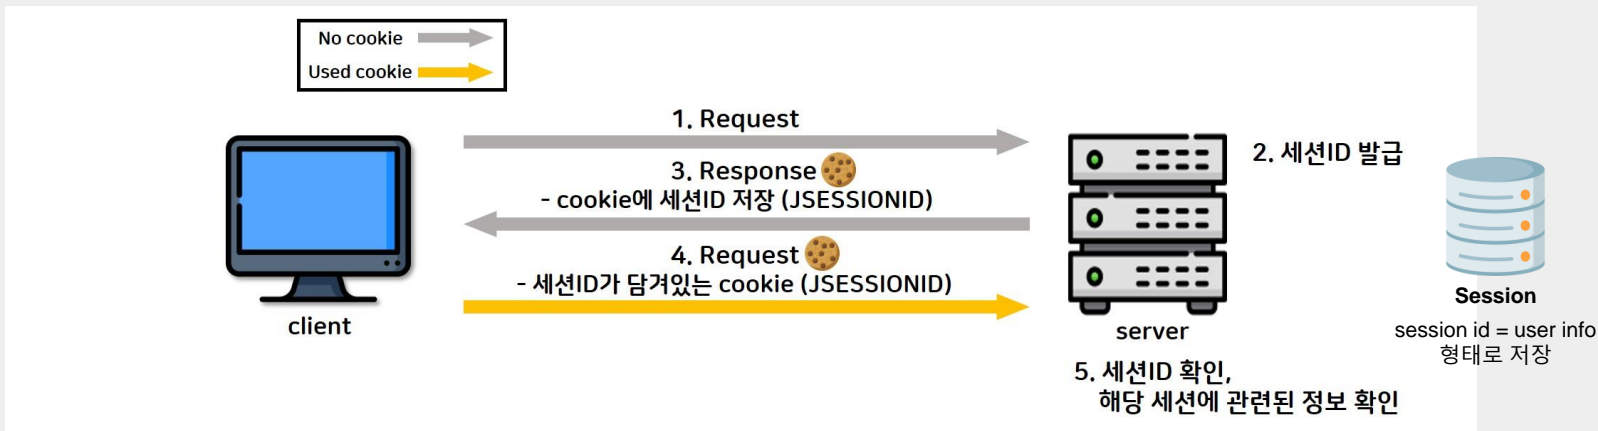 No cookie
Used cookie
1. Request
3. Response
- cookie에 세션ID 저장 (JSESSIONID)
4. Request
- 세션ID가 담겨있는 cookie (JSESSIONID)
client
2. 세션ID 발급
server
5. 세션ID 확인,
해당 세션에 관련된 정보 확인
Session
session id = user info
형태로 저장